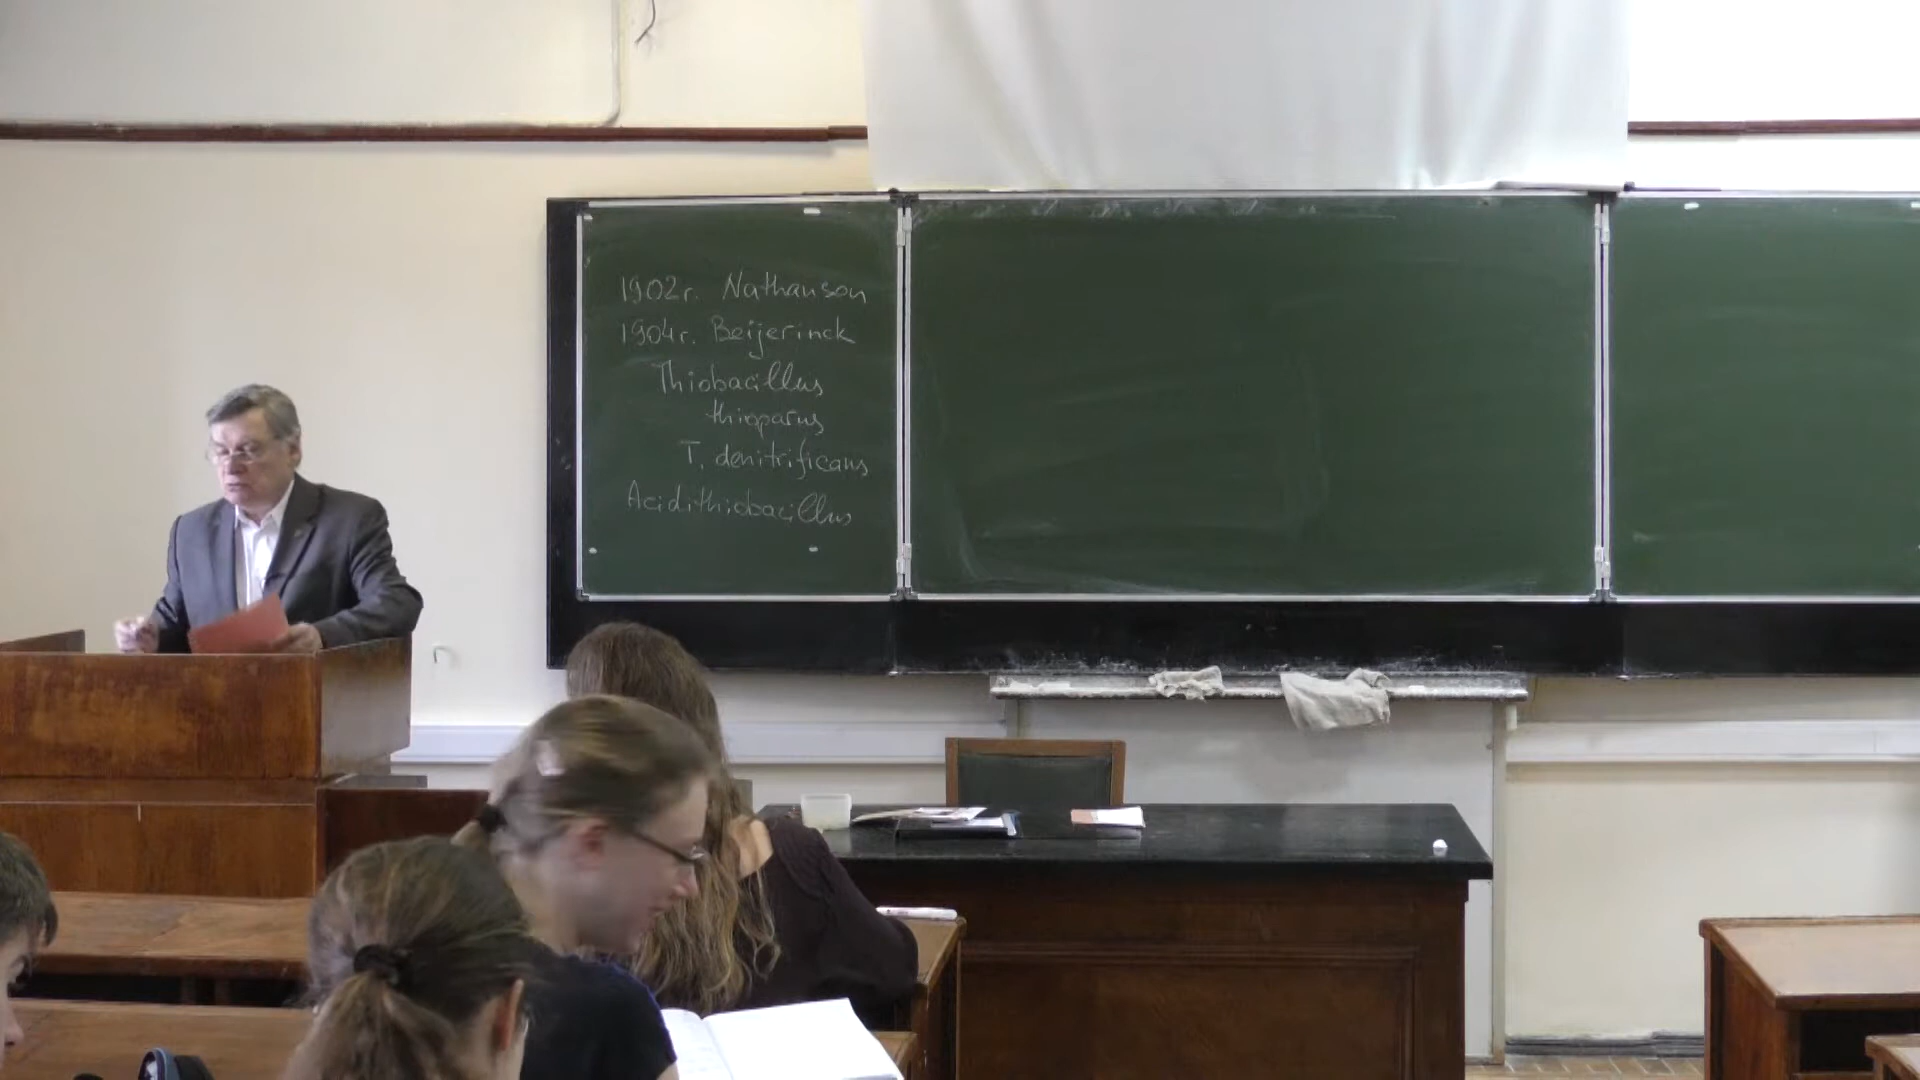 1902г. Nathanson
1904г. Beijerinck
Thiobacillus
thioparus
T. denitrificans
Acidithiobacillus